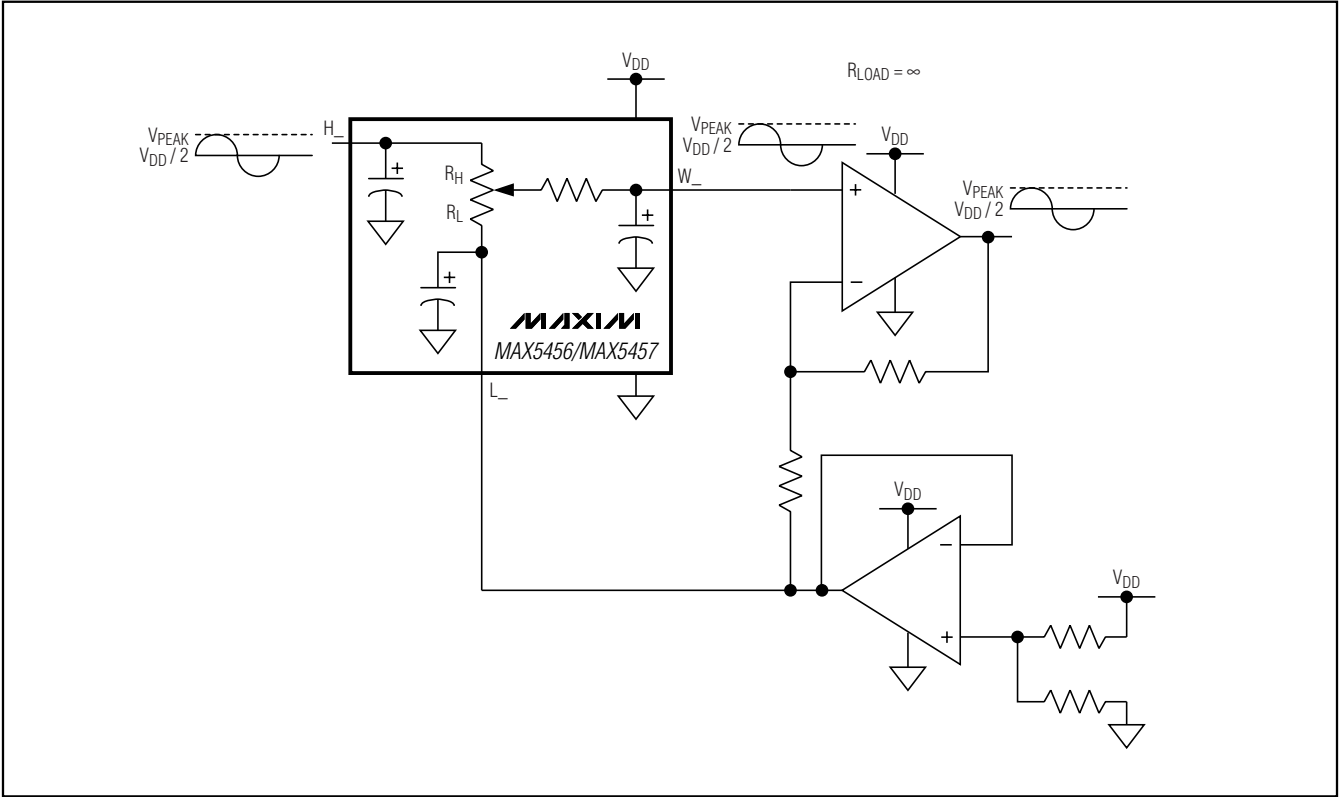 VDD
RLOAD = ∞
VPEAK
VDD / 2
H_
VPEAK
VDD / 2
VDD
+
RH
RL
W_
+
+
VPEAK
VDD / 2
+
−
MAXIM
MAX5456/MAX5457
L_
VDD
−
+
VDD